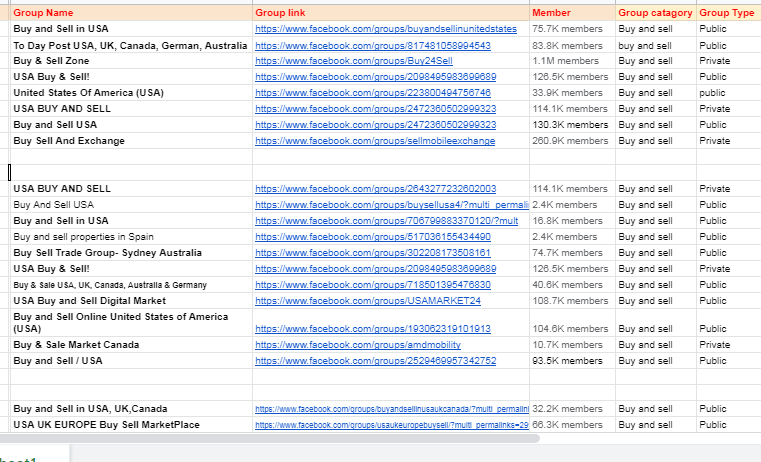 Group Name Group link Member Group catagory Group Type
Buy and Sell in USA https://www.facebook.com/groups/buyandsellinunitedstates 75.7K members Buy and sell Public
To Day Post USA, UK, Canada, German, Australia https://www.facebook.com/groups/817481058994543 83.8K members buy and sell Public
Buy & Sell Zone https://www.facebook.com/groups/Buy24Sell 1.1M members Buy and sell Private
USA Buy & Sell! https://www.facebook.com/groups/2098495983699689 126.5K members Buy and sell Public
United States Of America (USA) https://www.facebook.com/groups/223800494756746 33.9K members Buy and sell public
USA BUY AND SELL https://www.facebook.com/groups/2472360502999323 114.1K members Buy and sell Private
Buy and Sell USA https://www.facebook.com/groups/2472360502999323 130.3K members Buy and sell Public
Buy Sell And Exchange https://www.facebook.com/groups/sellmobileexchange 260.9K members Buy and sell Private
USA BUY AND SELL https://www.facebook.com/groups/2643277232602003 114.1K members Buy and sell Private
Buy And Sell USA https://www.facebook.com/groups/buysellusa4/?multi_permali 2.4K members Buy and sell Public
Buy and Sell in USA https://www.facebook.com/groups/706799883370120/?mult 16.8K members Buy and sell Public
Buy and sell properties in Spain https://www.facebook.com/groups/517036155434490 2.4K members Buy and sell Public
Buy Sell Trade Group- Sydney Australia https://www.facebook.com/groups/302208173508161 74.7K members Buy and sell Public
USA Buy & Sell! https://www.facebook.com/groups/2098495983699689 126.5K members Buy and sell Private
Buy & Sale USA, UK, Canada, Australia & Germany https://www.facebook.com/groups/718501395476830 40.6K members Buy and sell Public
USA Buy and Sell Digital Market https://www.facebook.com/groups/USAMARKET24 108.7K members Buy and sell Public
Buy and Sell Online United States of America
(USA) https://www.facebook.com/groups/193062319101913 104.6K members Buy and sell Public
Buy & Sale Market Canada https://www.facebook.com/groups/amdmobility 10.7K members Buy and sell Private
Buy and Sell / USA https://www.facebook.com/groups/2529469957342752 93.5K members Buy and sell Public
Buy and Sell in USA, UK,Canada https://www.facebook.com/groups/buyandsellinusaukcanada/?multi_permalinl 32.2K members Buy and sell Public
USA UK EUROPE Buy Sell MarketPlace https://www.facebook.com/groups/usaukeuropebuysell/?multi_permalinks=29 66.3K members Buy and sell Public